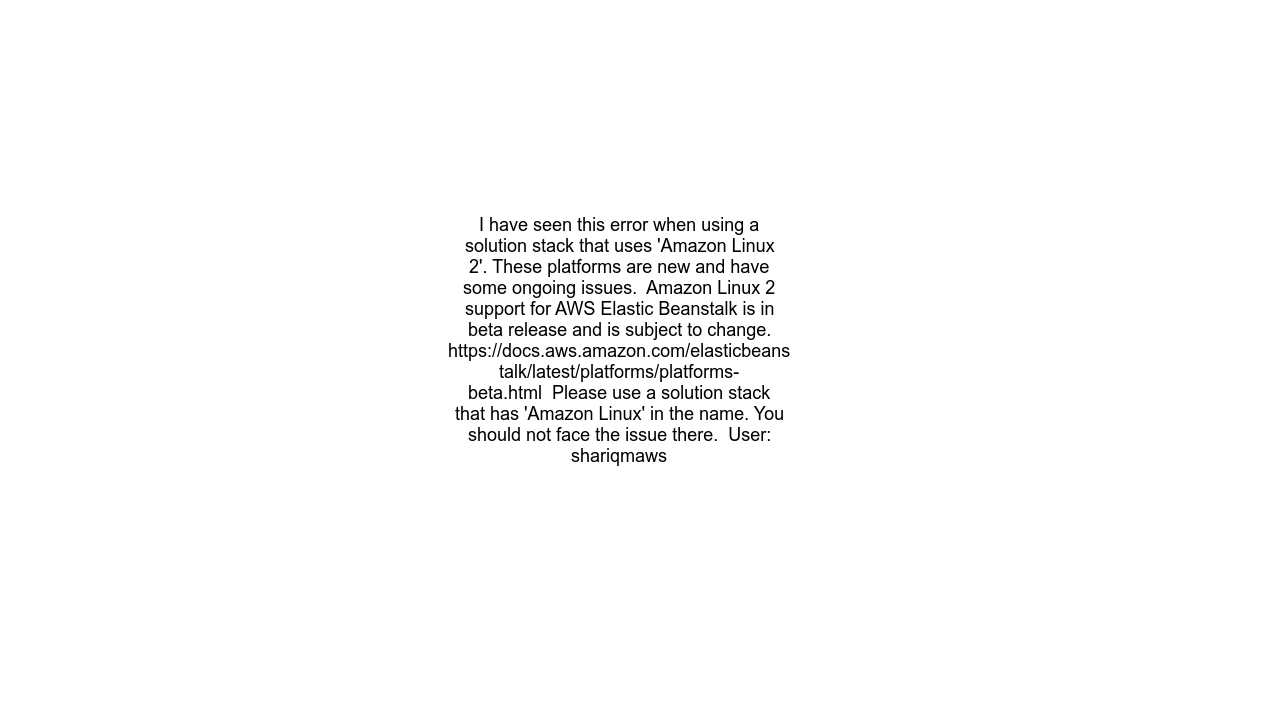 I have seen this error when using a
solution stack that uses 'Amazon Linux
2'. These platforms are new and have
some ongoing issues.  Amazon Linux 2
support for AWS Elastic Beanstalk is in
beta release and is subject to change.
https://docs.aws.amazon.com/elasticbeans
talk/latest/platforms/platforms-
beta.html  Please use a solution stack
that has 'Amazon Linux' in the name. You
should not face the issue there.  User:
shariqmaws